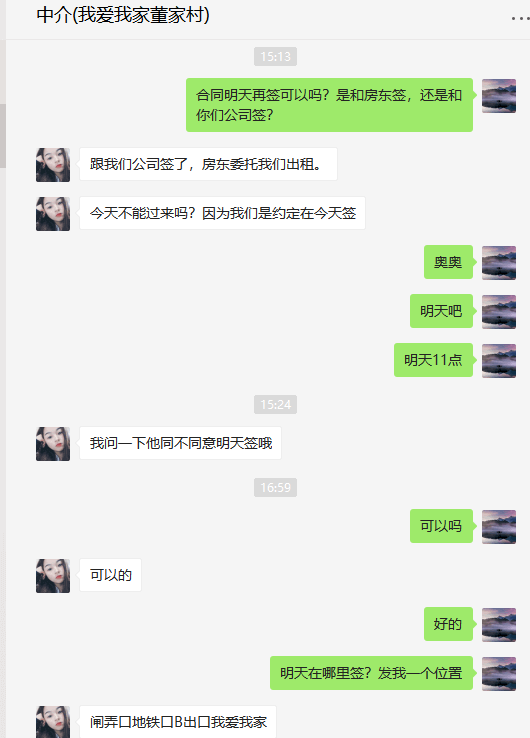 中介(我爱我家董家村)
15:13
合同明天再签可以吗？是和房东签，还是和
你们公司签？
跟我们公司签了，房东委托我们出租。
今天不能过来吗？因为我们是约定在今天签
奥奥
明天吧
明天11点
15:24
我问一下他同不同意明天签哦
16:59
可以吗
可以的
好的
明天在哪里签？发我一个位置
闸弄口地铁口B出口我爱我家